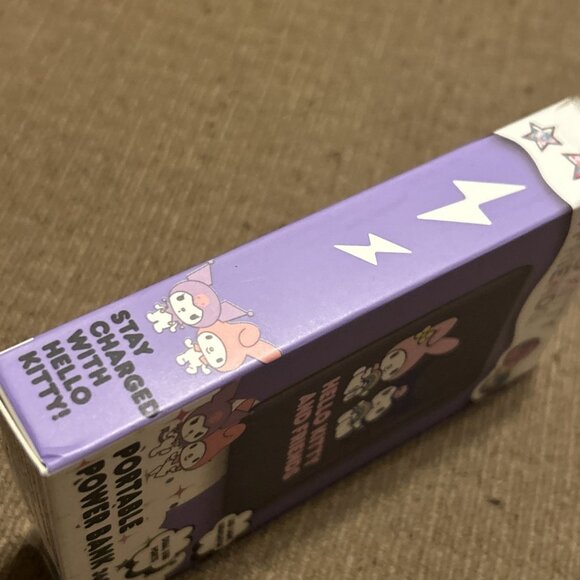 STAY
CHARGED
WITH
HELLO
KITTY!
HELLO KITTY
AND FRIENDS
PORTABLE
POWER BANK